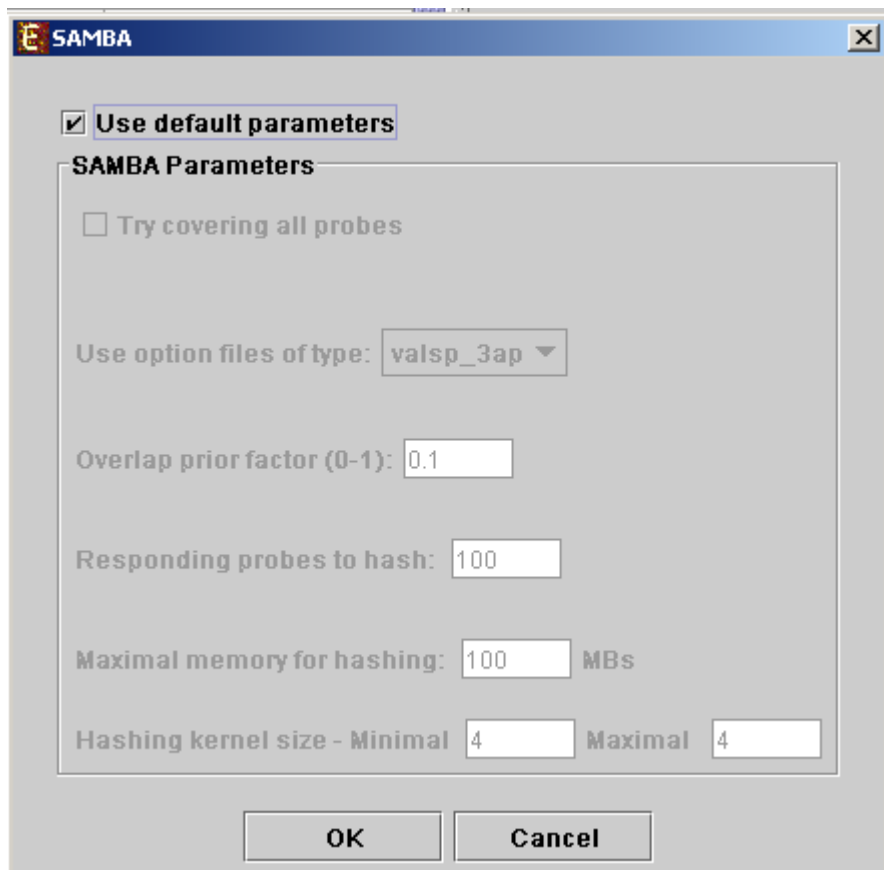 SAMBA
Use default parameters
SAMBA Parameters
Try covering all probes
Use option files of type: valsp_3ap
Overlap prior factor (0-1): 0.1
Responding probes to hash: 100
Maximal memory for hashing: 100 MBs
Hashing kernel size - Minimal 4 Maximal 4
OK Cancel